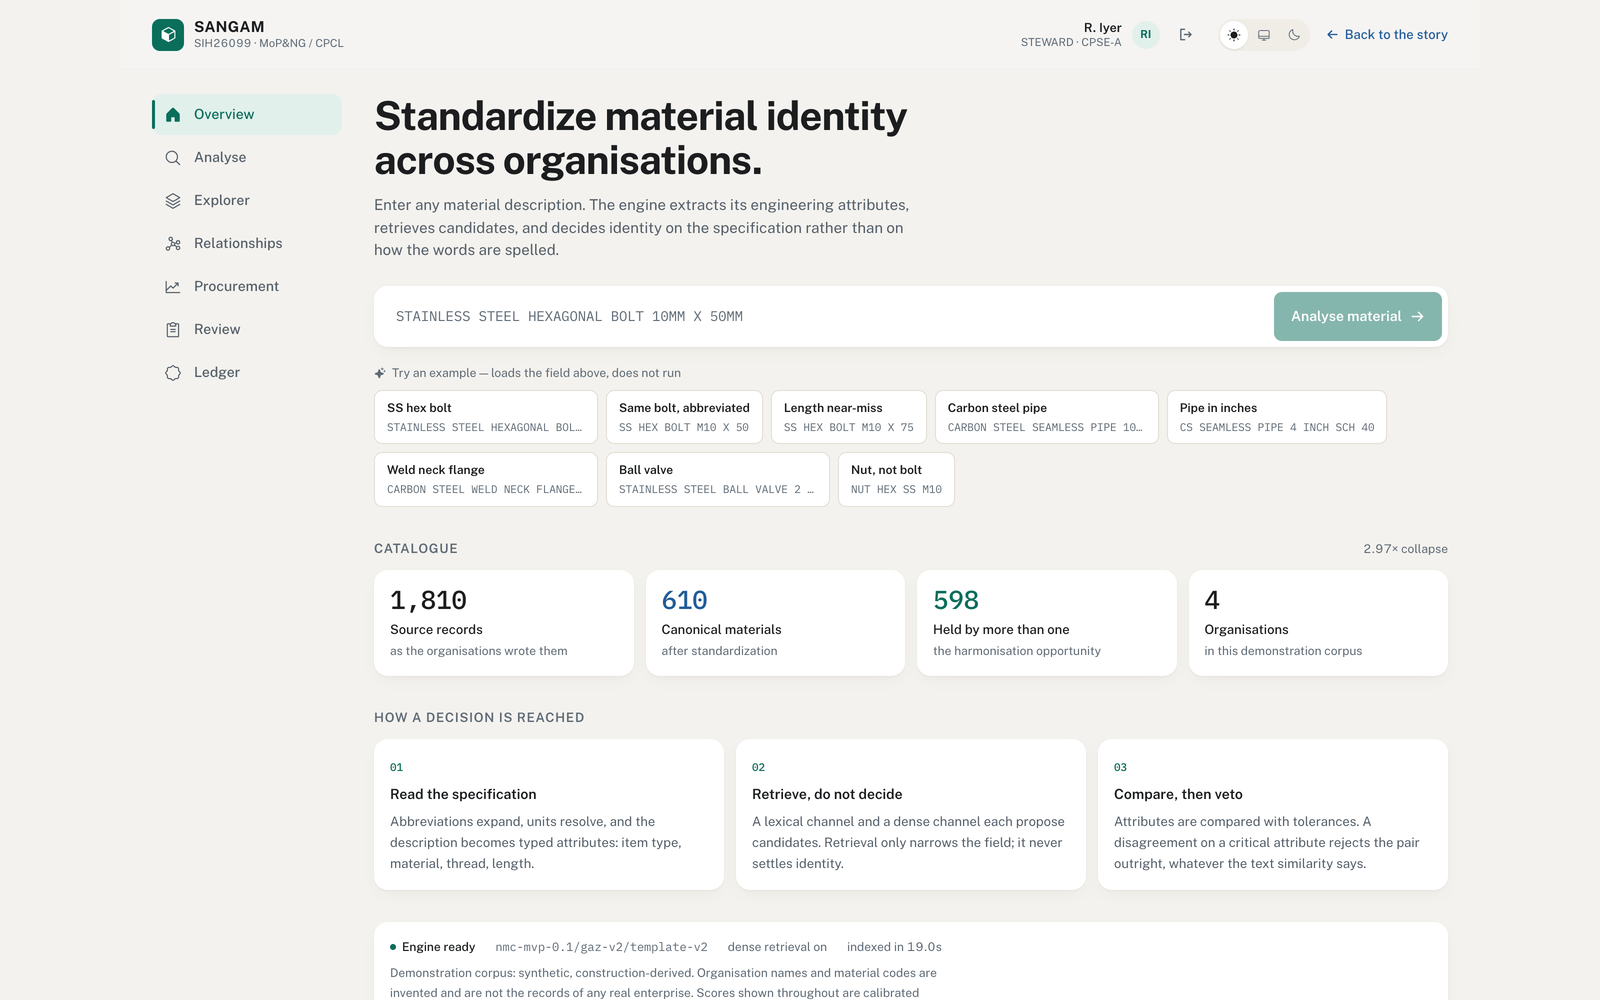 SANGAM
SIH26099 · MoP&NG / CPCL
R. Iyer
STEWARD · CPSE-A
RI
← Back to the story
Overview
Analyse
Explorer
Relationships
Procurement
Review
Ledger
Standardize material identity
across organisations.
Enter any material description. The engine extracts its engineering attributes,
retrieves candidates, and decides identity on the specification rather than on
how the words are spelled.
STAINLESS STEEL HEXAGONAL BOLT 10MM X 50MM
Analyse material →
Try an example — loads the field above, does not run
SS hex bolt
STAINLESS STEEL HEXAGONAL BOL…
Same bolt, abbreviated
SS HEX BOLT M10 X 50
Length near-miss
SS HEX BOLT M10 X 75
Carbon steel pipe
CARBON STEEL SEAMLESS PIPE 10…
Pipe in inches
CS SEAMLESS PIPE 4 INCH SCH 40
Weld neck flange
CARBON STEEL WELD NECK FLANGE…
Ball valve
STAINLESS STEEL BALL VALVE 2 …
Nut, not bolt
NUT HEX SS M10
CATALOGUE
2.97× collapse
1,810
Source records
as the organisations wrote them
610
Canonical materials
after standardization
598
Held by more than one
the harmonisation opportunity
4
Organisations
in this demonstration corpus
HOW A DECISION IS REACHED
01
Read the specification
Abbreviations expand, units resolve, and the
description becomes typed attributes: item type,
material, thread, length.
02
Retrieve, do not decide
A lexical channel and a dense channel each propose
candidates. Retrieval only narrows the field; it never
settles identity.
03
Compare, then veto
Attributes are compared with tolerances. A
disagreement on a critical attribute rejects the pair
outright, whatever the text similarity says.
Engine ready nmc-mvp-0.1/gaz-v2/template-v2 dense retrieval on indexed in 19.0s
Demonstration corpus: synthetic, construction-derived. Organisation names and material codes are
invented and are not the records of any real enterprise. Scores shown throughout are calibrated